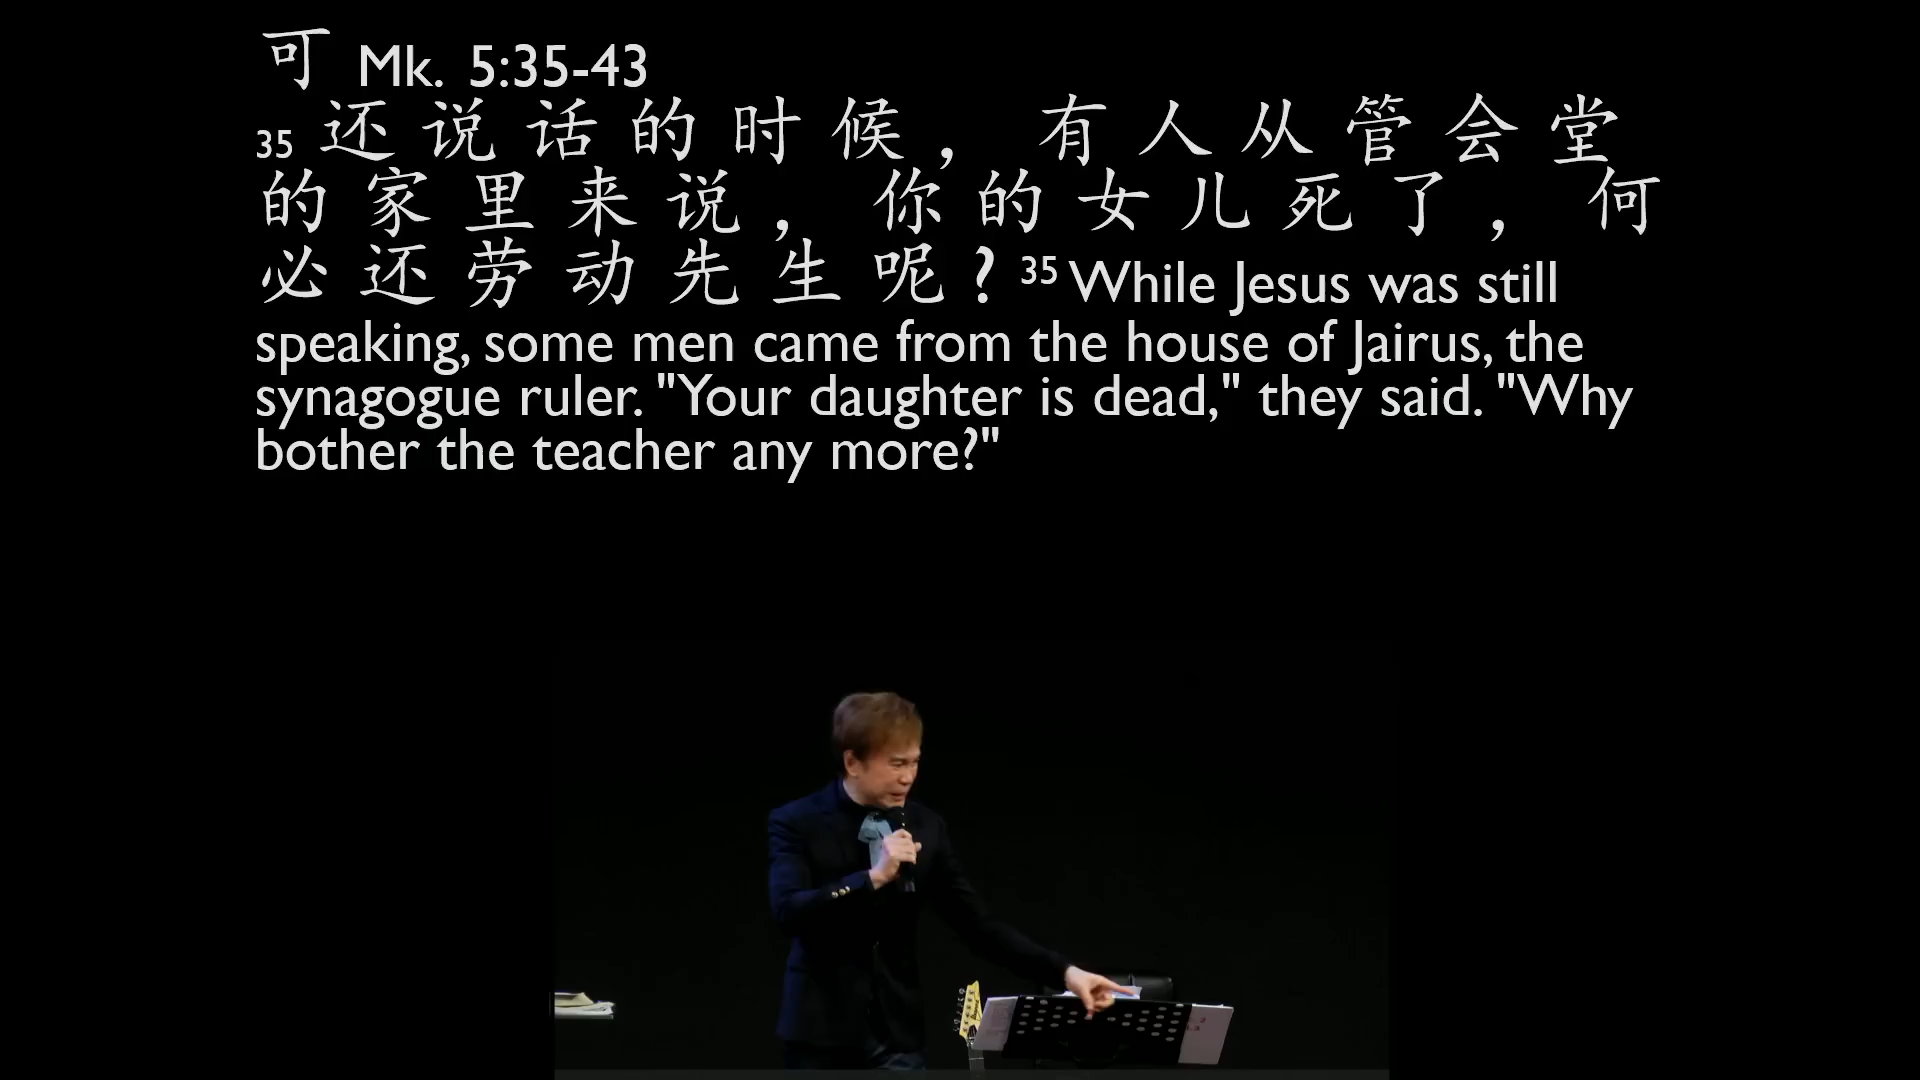 可 Mk. 5:35-43
35 还说话的时候，有人从管会堂
的家里来说，你的女儿死了，何
必还劳动先生呢？35 While Jesus was still
speaking, some men came from the house of Jairus, the
synagogue ruler. "Your daughter is dead," they said. "Why
bother the teacher any more?"